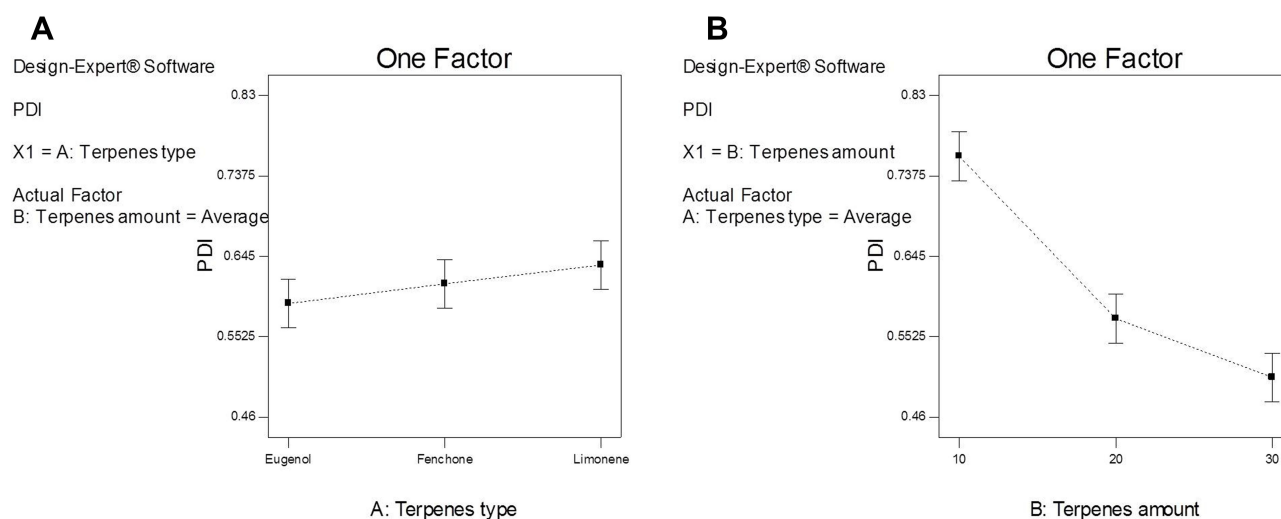 A
Design-Expert® Software
PDI
X1 = A: Terpenes type
Actual Factor
B: Terpenes amount = Average
One Factor
PDI
0.83
0.7375
0.645
0.5525
0.46
Eugenol
Fenchone
Limonene
A: Terpenes type
B
Design-Expert® Software
PDI
X1 = B: Terpenes amount
Actual Factor
A: Terpenes type = Average
One Factor
PDI
0.83
0.7375
0.645
0.5525
0.46
10
20
30
B: Terpenes amount